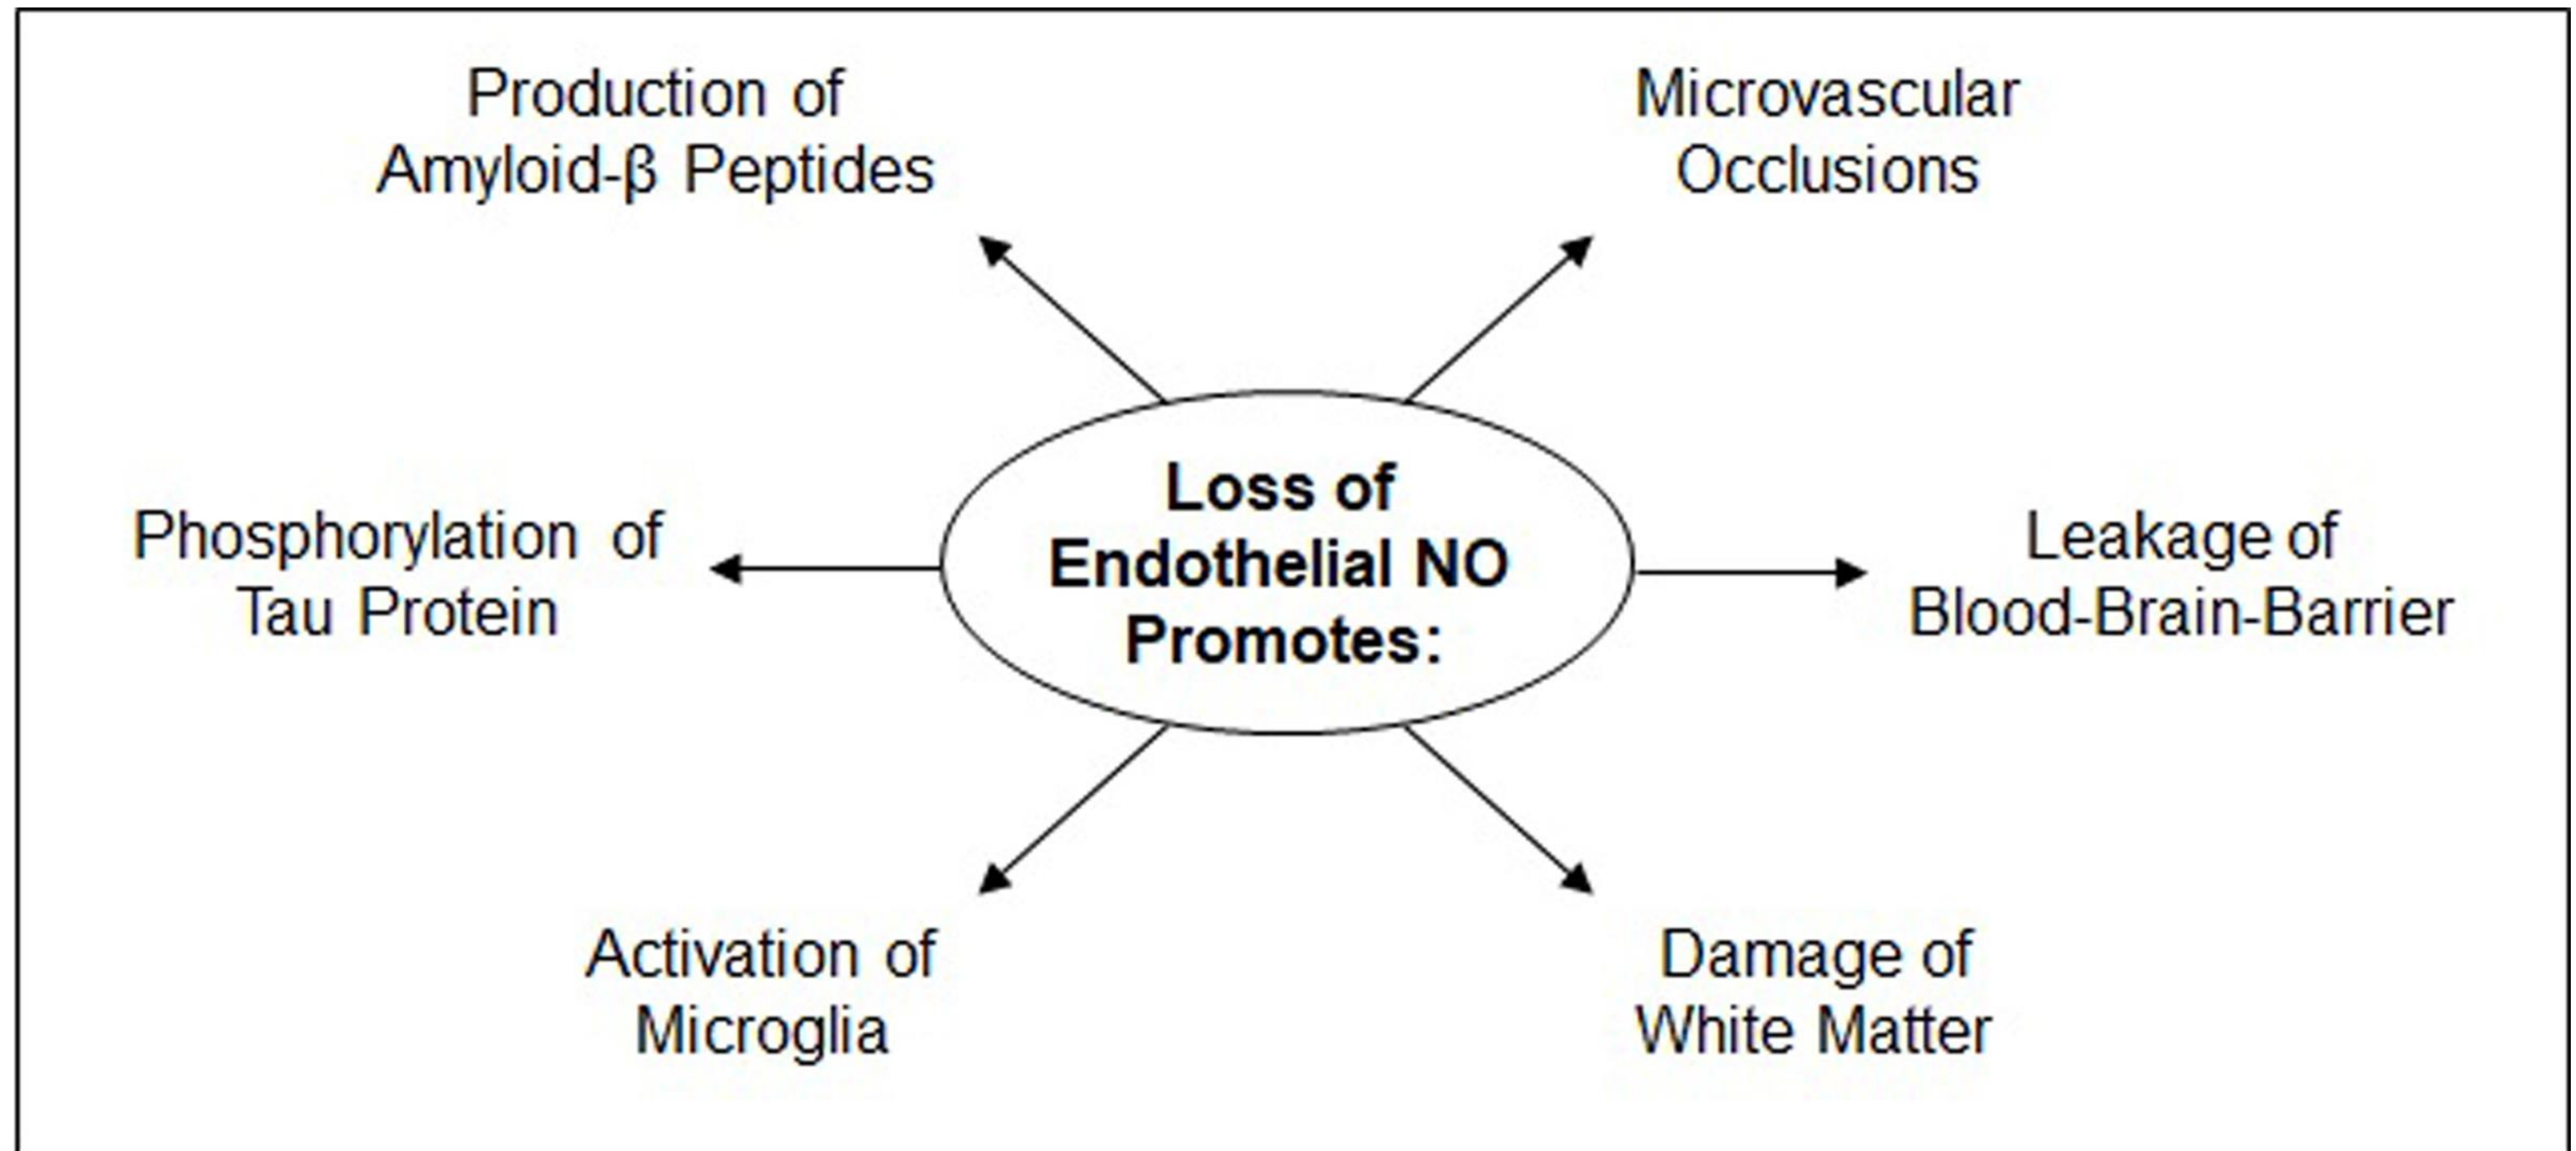 Production of
Amyloid-β Peptides
Microvascular
Occlusions
Phosphorylation of
Tau Protein
Loss of
Endothelial NO
Promotes:
Leakage of
Blood-Brain-Barrier
Activation of
Microglia
Damage of
White Matter